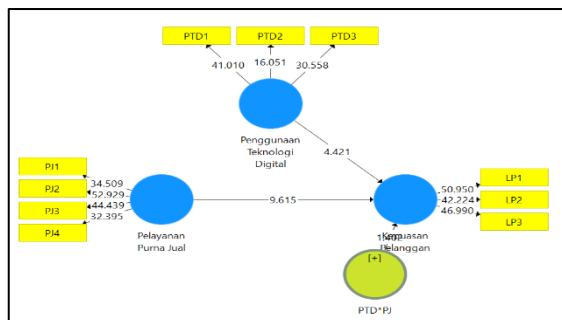 PTD1
PTD2
PTD3
41.010
16.051
30.558
Penggunaan
Teknologi
Digital
4.421
PJ1
PJ2
PJ3
PJ4
34.509
52.929
44.439
32.395
Pelayanan
Purna Jual
9.615
50.950
42.224
46.990
LP1
LP2
LP3
Pelanggan
[+]
PTD*PJ